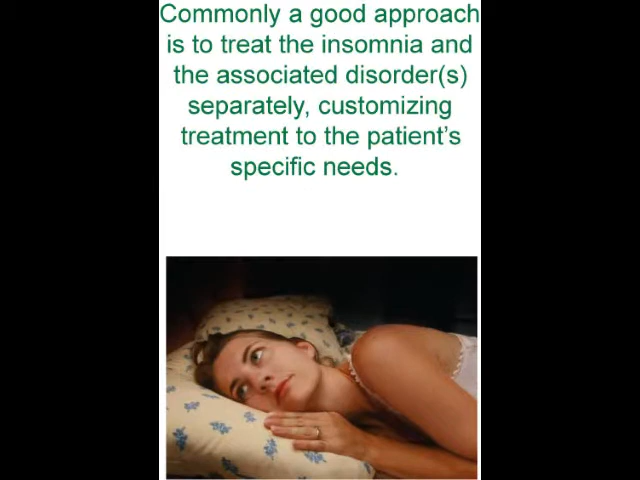 Commonly a good approach
is to treat the insomnia and
the associated disorder(s)
separately, customizing
treatment to the patient's
specific needs.